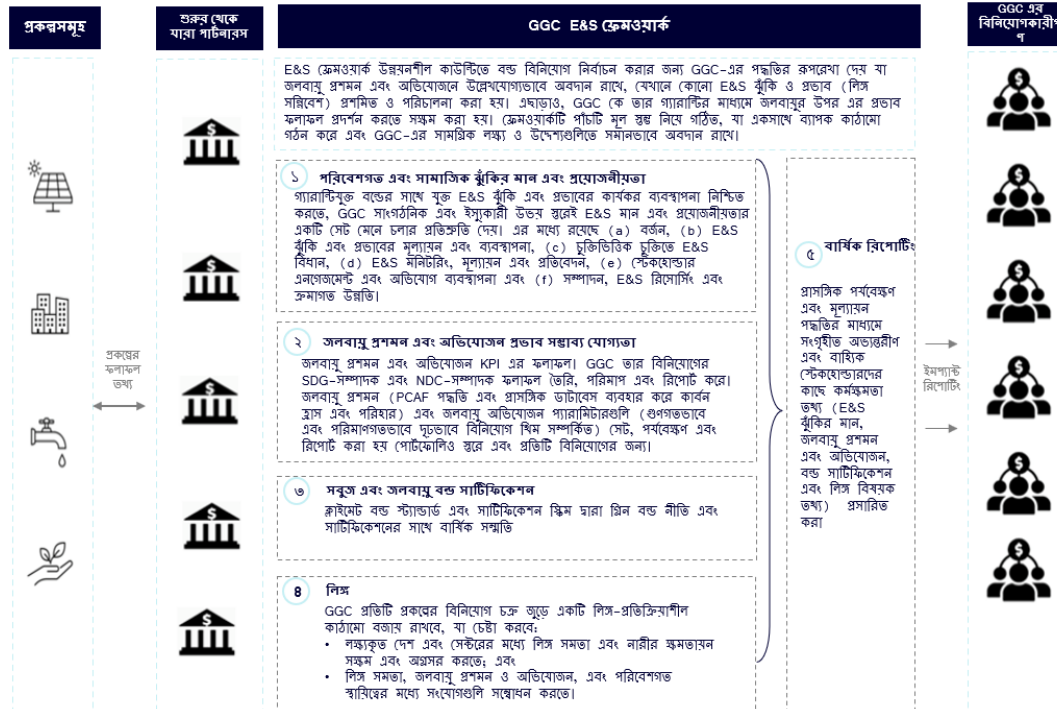 প্রকল্পসমূহ
শুরুর থেকে
যারা পার্টনারস
GGC E&S ফ্রেমওয়ার্ক
GGC এর
বিনিয়োগকারীগ
ণ
E&S ফ্রেমওয়ার্ক উন্নয়নশীল কাউন্টিতে বন্ড বিনিয়োগ নির্বাচন করার জন্য GGC-এর পদ্ধতির রূপরেখা দেয় যা
জলবায়ু প্রশমন এবং অভিযোজনে উল্লেখযোগ্যভাবে অবদান রাখে, যেখানে কোনো E&S ঝুঁকি ও প্রভাব (লিঙ্গ
সন্নিবেশ) প্রশমিত ও পরিচালনা করা হয়। এছাড়াও, GGC কে তার গ্যারান্টির মাধ্যমে জলবায়ুর উপর এর প্রভাব
ফলাফল প্রদর্শন করতে সক্ষম করা হয়। ফ্রেমওয়ার্কটি পাঁচটি মূল স্তম্ভ নিয়ে গঠিত, যা একসাথে ব্যাপক কাঠামো
গঠন করে এবং GGC-এর সামগ্রিক লক্ষ্য ও উদ্দেশ্যগুলিতে সমানভাবে অবদান রাখে।
১ পরিবেশগত এবং সামাজিক ঝুঁকির মান এবং প্রয়োজনীয়তা
গ্যারান্টিযুক্ত বন্ডের সাথে যুক্ত E&S ঝুঁকি এবং প্রভাবের কার্যকর ব্যবস্থাপনা নিশ্চিত
করতে, GGC সাংগঠনিক এবং ইস্যুকারী উভয় স্তরেই E&S মান এবং প্রয়োজনীয়তার
একটি সেট মেনে চলার প্রতিশ্রুতি দেয়। এর মধ্যে রয়েছে (a) বর্জন, (b) E&S
ঝুঁকি এবং প্রভাবের মূল্যায়ন এবং ব্যবস্থাপনা, (c) চুক্তিভিত্তিক চুক্তিতে E&S
বিধান, (d) E&S মনিটরিং, মূল্যায়ন এবং প্রতিবেদন, (e) স্টেকহোল্ডার
এনগেজমেন্ট এবং অভিযোগ ব্যবস্থাপনা এবং (f) সম্পাদন, E&S রিসোর্সিং এবং
ক্রমাগত উন্নতি।
২ জলবায়ু প্রশমন এবং অভিযোজন প্রভাব সম্ভাব্য যোগ্যতা
জলবায়ু প্রশমন এবং অভিযোজন KPI এর ফলাফল। GGC তার বিনিয়োগের
SDG-সম্পাদক এবং NDC-সম্পাদক ফলাফল তৈরি, পরিমাপ এবং রিপোর্ট করে।
জলবায়ু প্রশমন (PCAF পদ্ধতি এবং প্রাসঙ্গিক ডাটাবেস ব্যবহার করে কার্বন
হ্রাস এবং পরিহার) এবং জলবায়ু অভিযোজন প্যারামিটারগুলি (গুণগতভাবে
এবং পরিমাণগতভাবে দৃঢ়ভাবে বিনিয়োগ থিম সম্পর্কিত) সেট, পর্যবেক্ষণ এবং
রিপোর্ট করা হয় (পোর্টফোলিও স্তরে এবং প্রতিটি বিনিয়োগের জন্য)।
৩ সবুজ এবং জলবায়ু বন্ড সার্টিফিকেশন
ক্লাইমেট বন্ড স্ট্যান্ডার্ড এবং সার্টিফিকেশন স্কিম দ্বারা গ্রিন বন্ড নীতি এবং
সার্টিফিকেশনের সাথে বার্ষিক সম্মতি
৪ লিঙ্গ
GGC প্রতিটি প্রকল্পের বিনিয়োগ চক্র জুড়ে একটি লিঙ্গ-প্রতিক্রিয়াশীল
কাঠামো বজায় রাখবে, যা চেষ্টা করবে:
• লক্ষ্যকৃত দেশ এবং সেক্টরের মধ্যে লিঙ্গ সমতা এবং নারীর ক্ষমতায়ন
সক্ষম এবং অগ্রসর করতে; এবং
• লিঙ্গ সমতা, জলবায়ু প্রশমন ও অভিযোজন, এবং পরিবেশগত
স্থায়িত্বের মধ্যে সংযোগগুলি সম্বোধন করতে।
৫ বার্ষিক রিপোর্টিং
প্রাসঙ্গিক পর্যবেক্ষণ
এবং মূল্যায়ন
পদ্ধতির মাধ্যমে
সংগৃহীত অভ্যন্তরীণ
এবং বাহ্যিক
স্টেকহোল্ডারদের
কাছে কর্মক্ষমতা
তথ্য (E&S
ঝুঁকির মান,
জলবায়ু প্রশমন
এবং অভিযোজন,
বন্ড সার্টিফিকেশন
এবং লিঙ্গ বিষয়ক
তথ্য) প্রসারিত
করা
প্রকল্পের
ফলাফল
তথ্য
ইমপ্যাক্ট
রিপোর্টিং